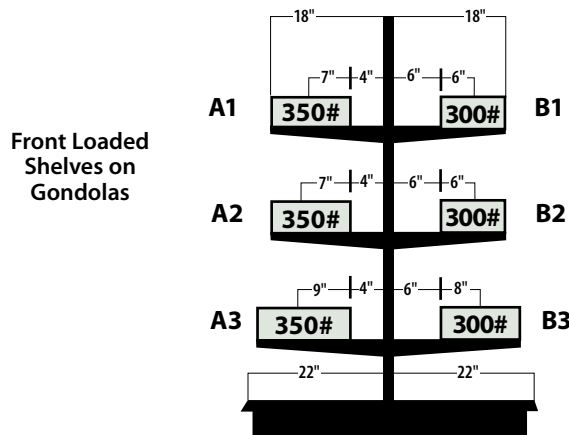 18" 18"
7" 4" 6" 6"
A1 350# 300# B1
Front Loaded
Shelves on
Gondolas
7" 4" 6" 6"
A2 350# 300# B2
9" 4" 6" 8"
A3 350# 300# B3
22" 22"